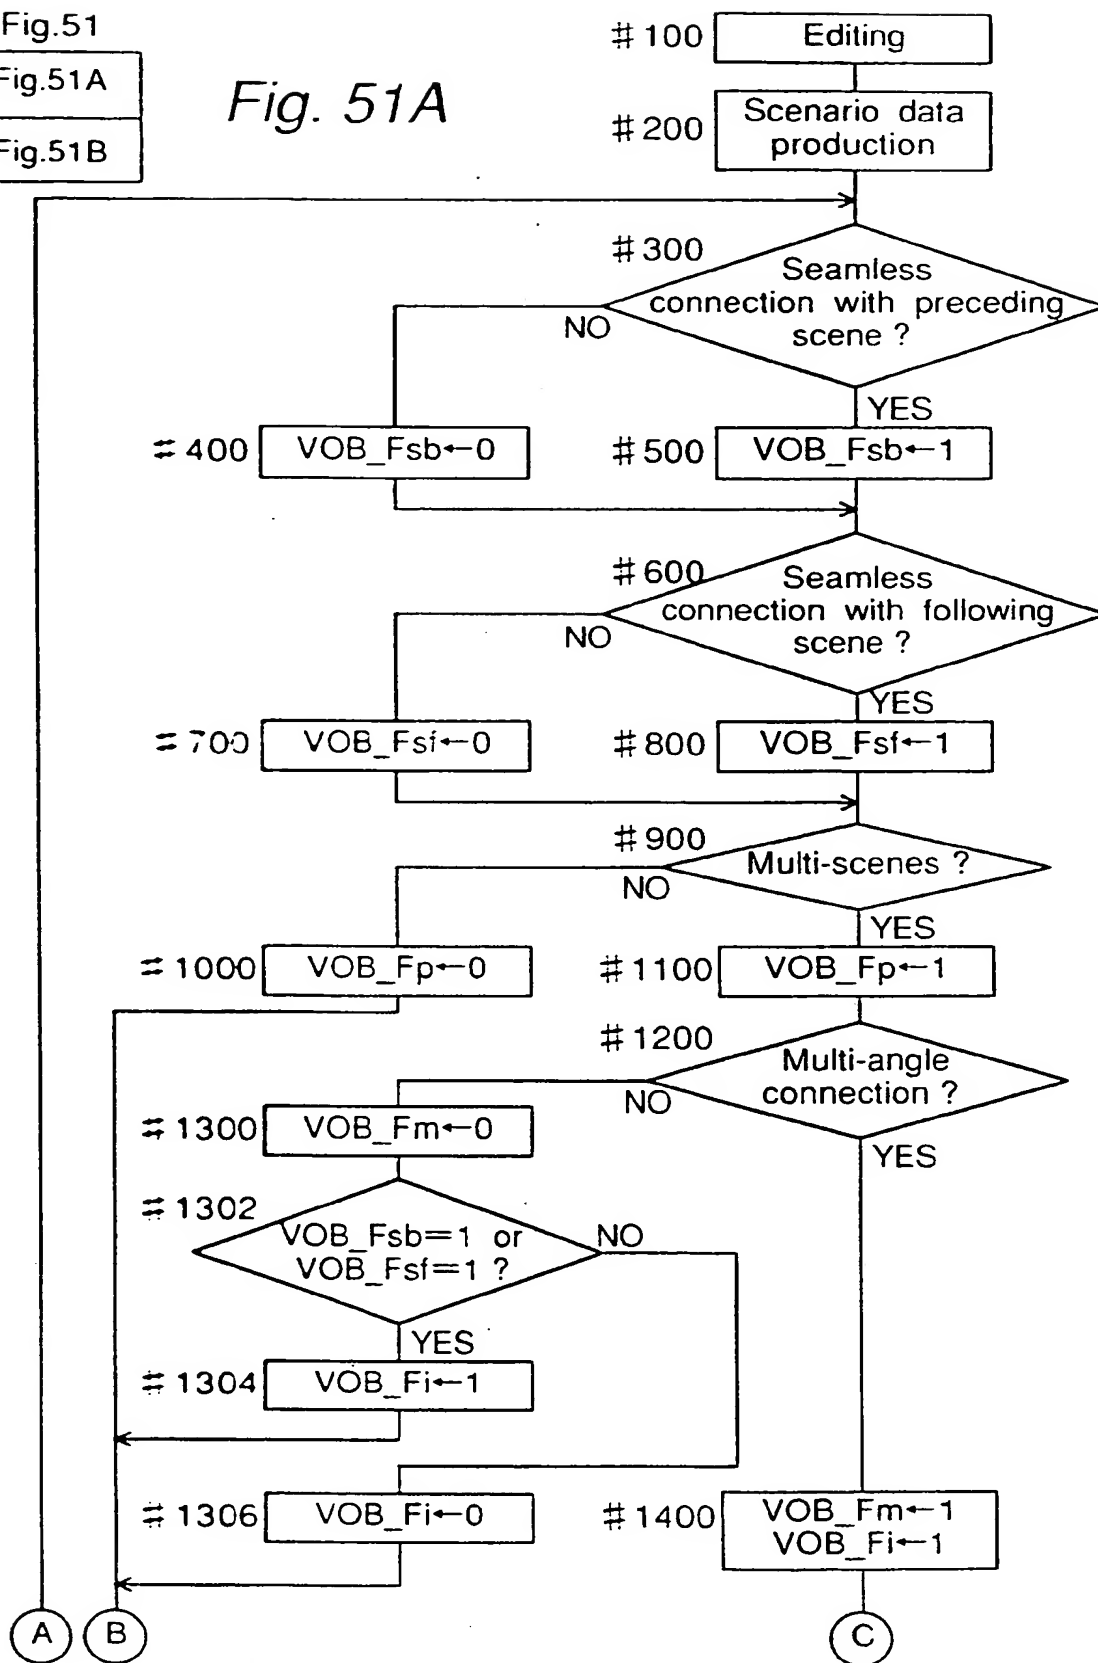 Fig.51
Fig.51A
Fig.51B
Fig. 51A
#100 Editing
#200 Scenario data
production
#300 Seamless
connection with preceding
scene ?
NO
YES
#400 VOB_Fsb←0
#500 VOB_Fsb←1
#600 Seamless
connection with following
scene ?
NO
YES
#700 VOB_Fsf←0
#800 VOB_Fsf←1
#900 Multi-scenes ?
NO
YES
#1000 VOB_Fp←0
#1100 VOB_Fp←1
#1200 Multi-angle
connection ?
NO
YES
#1300 VOB_Fm←0
#1302 VOB_Fsb=1 or
VOB_Fsf=1 ?
NO
YES
#1304 VOB_Fi←1
#1306 VOB_Fi←0
#1400 VOB_Fm←1
VOB_Fi←1
A
B
C